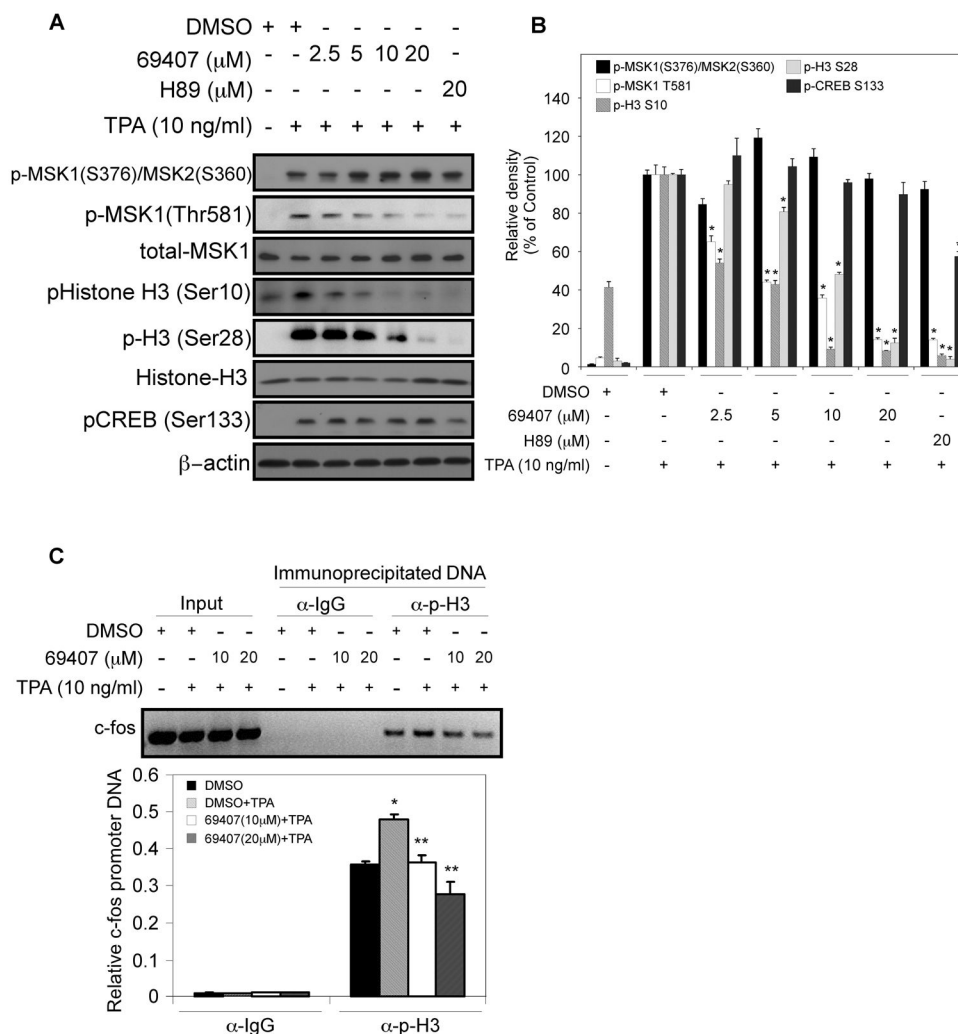 A
DMSO + + - - - - -
69407 (μM) - - 2.5 5 10 20 -
H89 (μM) - - - - - - 20
TPA (10 ng/ml) - + + + + + +
p-MSK1(S376)/MSK2(S360)
p-MSK1(Thr581)
total-MSK1
pHistone H3 (Ser10)
p-H3 (Ser28)
Histone-H3
pCREB (Ser133)
β-actin
B
p-MSK1(S376)/MSK2(S360) p-H3 S28
p-MSK1 T581 p-CREB S133
p-H3 S10
Relative density
(% of Control)
140
120
100
80
60
40
20
0
* * * * * * * * * * * * * * *
DMSO + + - - - - -
69407 (μM) - - 2.5 5 10 20 -
H89 (μM) - - - - - - 20
TPA (10 ng/ml) - + + + + + +
C
Immunoprecipitated DNA
Input α-IgG α-p-H3
DMSO + + - - + + - - + + - -
69407 (μM) - - 10 20 - - 10 20 - - 10 20
TPA (10 ng/ml) - + + + - + + + - + + +
c-fos
Relative c-fos promoter DNA
0.6
0.5
0.4
0.3
0.2
0.1
0
DMSO
DMSO+TPA
69407(10μM)+TPA
69407(20μM)+TPA
* ** **
α-IgG α-p-H3